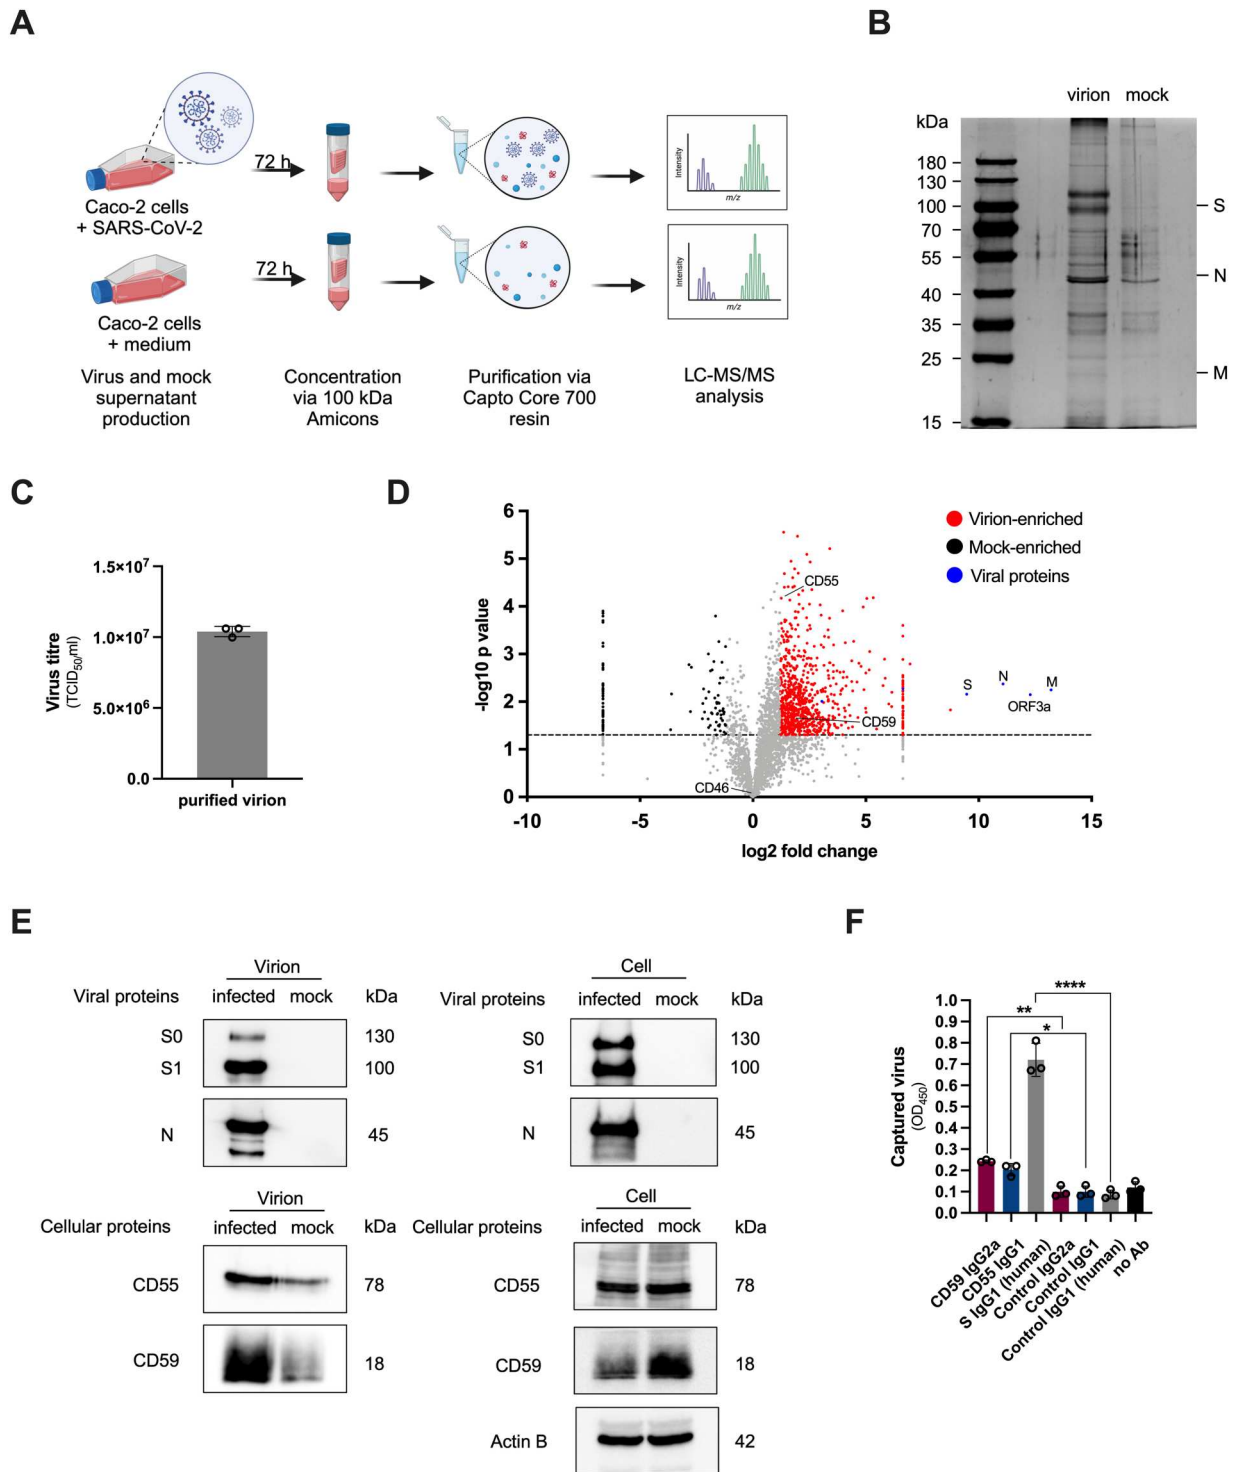 A
72 h
Caco-2 cells
+ SARS-CoV-2
72 h
Caco-2 cells
+ medium
Intensity
m/z
Intensity
m/z
Virus and mock
supernatant
production
Concentration
via 100 kDa
Amicons
Purification via
Capto Core 700
resin
LC-MS/MS
analysis
B
virion mock
kDa
180
130
100
70
55
40
35
25
15
S
N
M
C
Virus titre
(TCID50/ml)
1.5×10⁷
1.0×10⁷
5.0×10⁶
0.0
purified virion
D
-log10 p value
6
5
4
3
2
1
0
-10 -5 0 5 10 15
log2 fold change
Virion-enriched
Mock-enriched
Viral proteins
CD55
CD59
CD46
S
N
M
ORF3a
E
Virion
Viral proteins infected mock kDa
S0 130
S1 100
N 45
Cell
Viral proteins infected mock kDa
S0 130
S1 100
N 45
Virion
Cellular proteins infected mock kDa
CD55 78
CD59 18
Cell
Cellular proteins infected mock kDa
CD55 78
CD59 18
Actin B 42
F
Captured virus
(OD450)
1.0
0.9
0.8
0.7
0.6
0.5
0.4
0.3
0.2
0.1
0.0
****
**
*
CD59 IgG2a
CD55 IgG1
S IgG1 (human)
Control IgG2a
Control IgG1
Control IgG1 (human)
no Ab